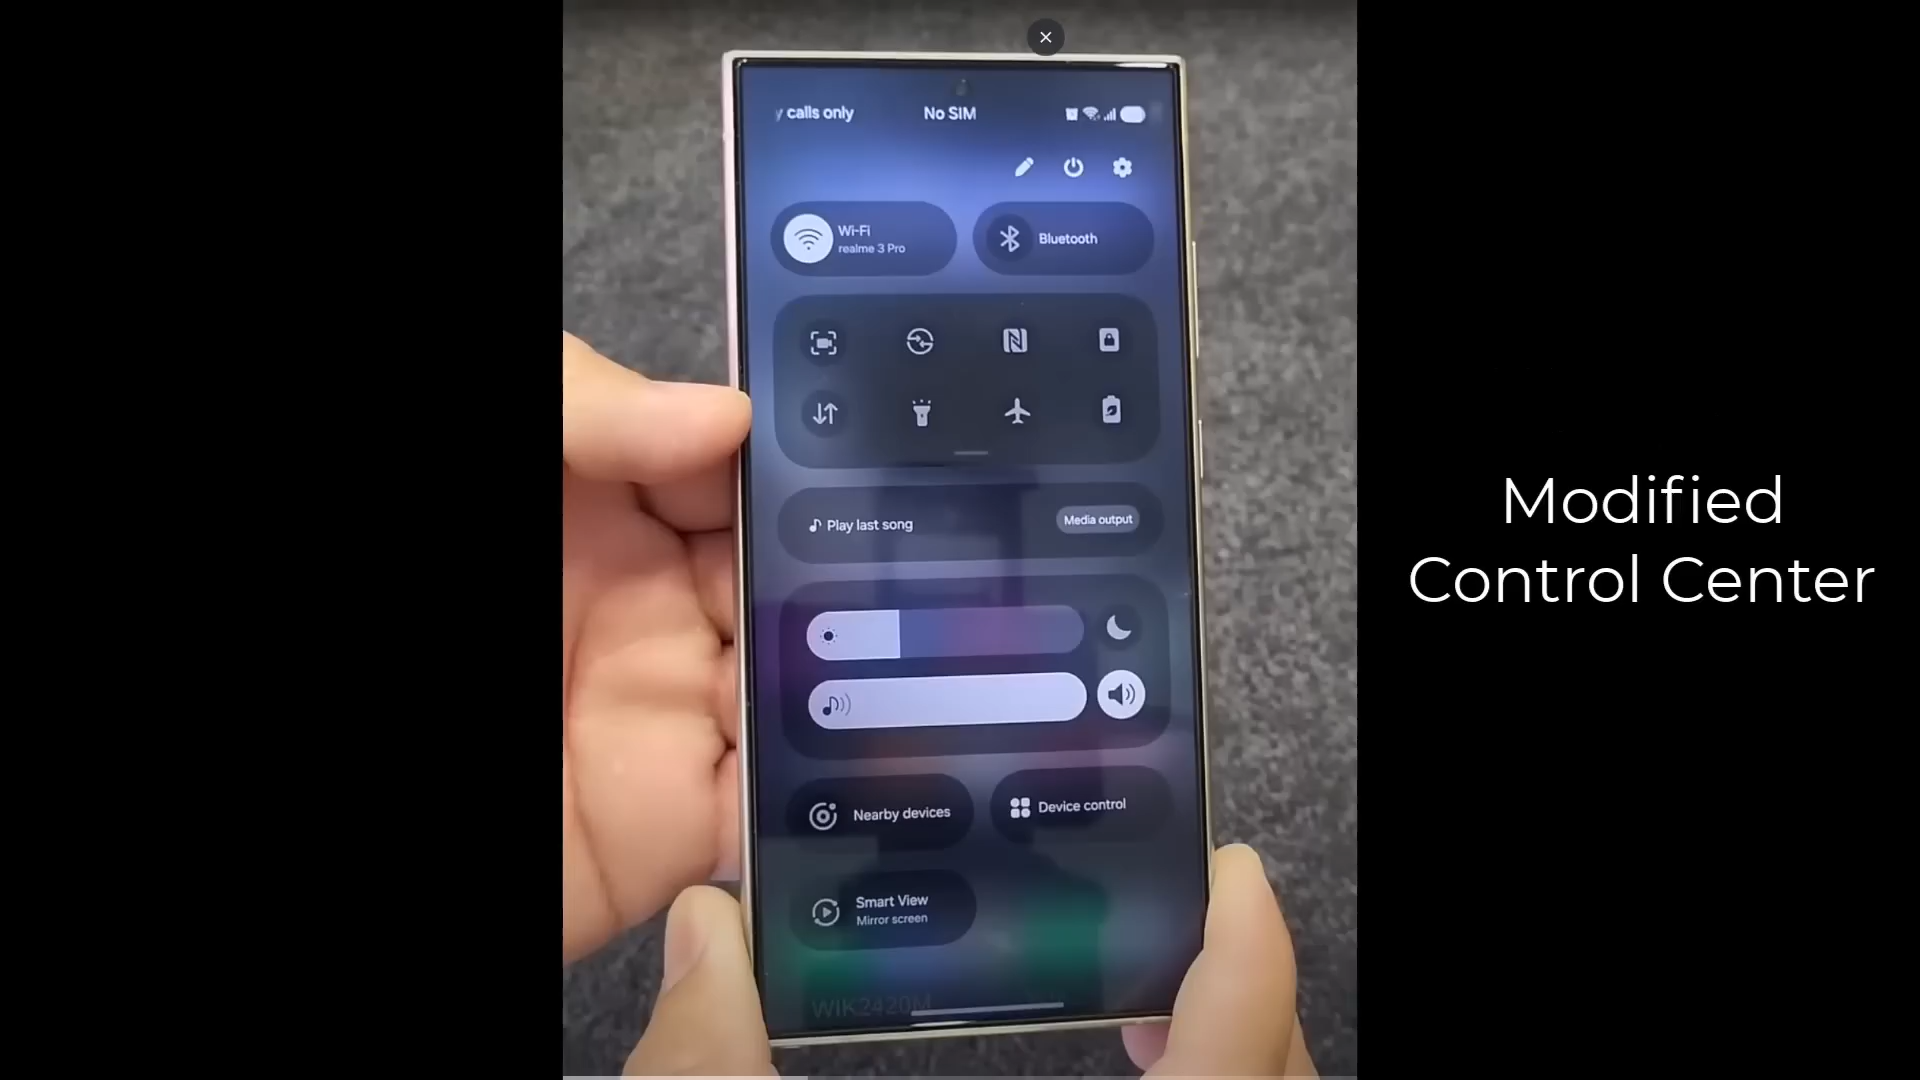 y calls only
No SIM
Wi-Fi
realme 3 Pro
Bluetooth
Play last song
Media output
Nearby devices
Device control
Smart View
Mirror screen
WIK2420M
Modified
Control Center